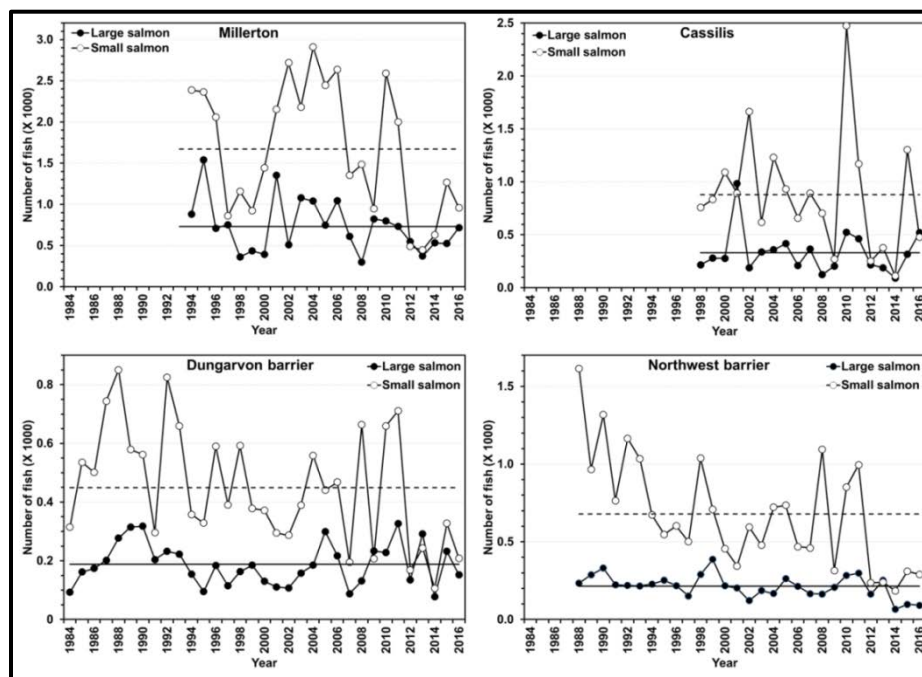 Millerton
Large salmon
Small salmon
Number of fish (X 1000)
3.0
2.5
2.0
1.5
1.0
0.5
0.0
1984 1986 1988 1990 1992 1994 1996 1998 2000 2002 2004 2006 2008 2010 2012 2014 2016
Year
Cassilis
Large salmon
Small salmon
Number of fish (X 1000)
2.5
2.0
1.5
1.0
0.5
0.0
1984 1986 1988 1990 1992 1994 1996 1998 2000 2002 2004 2006 2008 2010 2012 2014 2016
Year
Dungarvon barrier
Large salmon
Small salmon
Number of fish (X 1000)
0.8
0.6
0.4
0.2
0
1984 1986 1988 1990 1992 1994 1996 1998 2000 2002 2004 2006 2008 2010 2012 2014 2016
Year
Northwest barrier
Large salmon
Small salmon
Number of fish (X 1000)
1.5
1.0
0.5
0.0
1984 1986 1988 1990 1992 1994 1996 1998 2000 2002 2004 2006 2008 2010 2012 2014 2016
Year